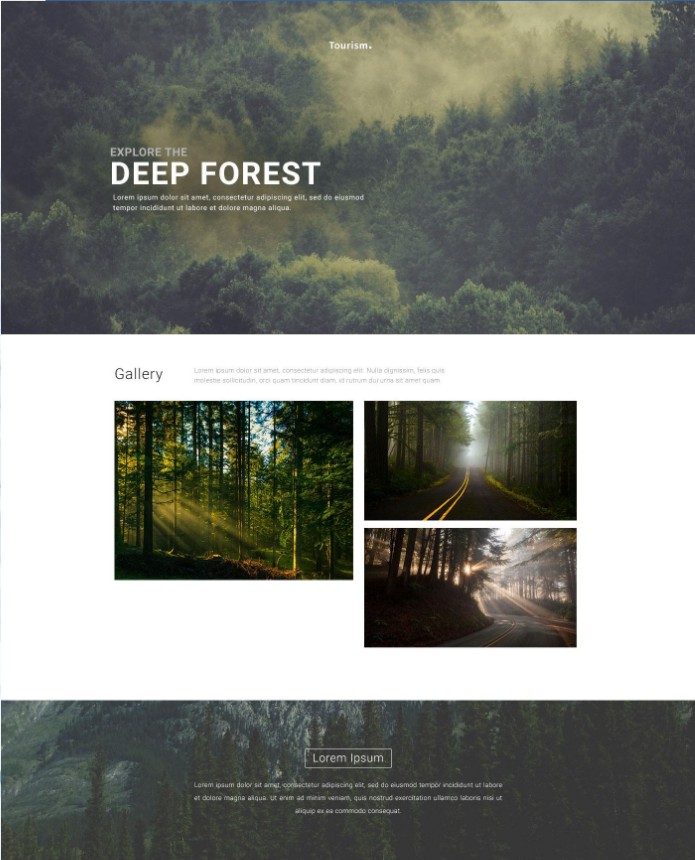 Tourism.
EXPLORE THE
DEEP FOREST
Lorem ipsum dolor sit amet, consectetur adipiscing elit, sed do eiusmod
tempor incididunt ut labore et dolore magna aliqua.
Gallery
Lorem ipsum dolor sit amet, consectetur adipiscing elit. Nulla dignissim, felis quis
molestie sollicitudin, orci quam tincidunt diam, id rutrum dui urna sit amet quam.
Lorem Ipsum
Lorem ipsum dolor sit amet, consectetur adipiscing elit, sed do eiusmod tempor incididunt ut labore
et dolore magna aliqua. Ut enim ad minim veniam, quis nostrud exercitation ullamco laboris nisi ut
aliquip ex ea commodo consequat.